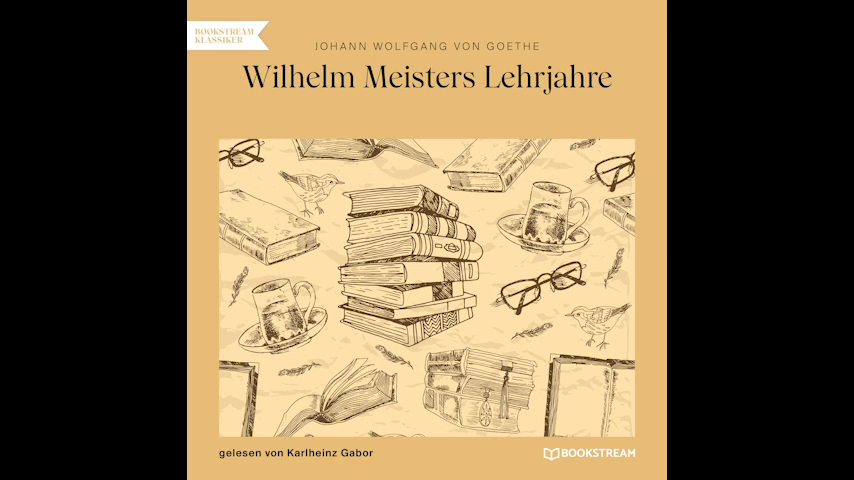 BOOKSTREAM
KLASSIKER
JOHANN WOLFGANG VON GOETHE
Wilhelm Meisters Lehrjahre
gelesen von Karlheinz Gabor
BOOKSTREAM